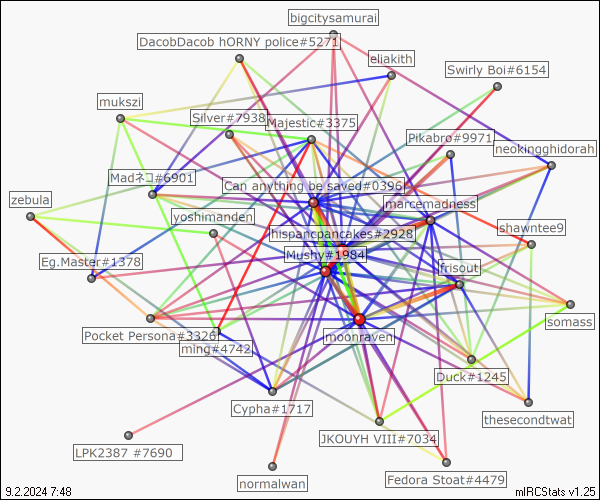 bigcitysamurai
DacobDacob hORNY police#5271
eliakith
Swirly Boi#6154
mukszi
Silver#7938
Majestic#3375
Pikabro#9971
neokingghidorah
Madネコ#6901
Can anything be saved#0396
zebula
marcemadness
yoshimanden
shawntee9
hispancpancakes#2928
Mushy#1984
Eg.Master#1378
frisout
somass
Pocket Persona#3326
moonraven
ming#4742
Duck#1245
Cypha#1717
thesecondtwat
JKOUYH VIII#7034
LPK2387 #7690
normalwan
Fedora Stoat#4479
9.2.2024 7:48
mIRCStats v1.25